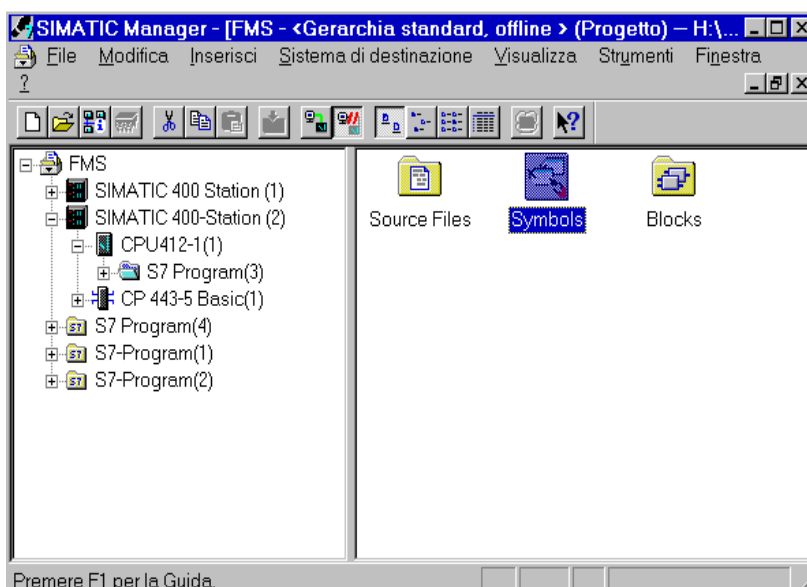 SIMATIC Manager - [FMS - <Gerarchia standard, offline > (Progetto) -- H:\...
File Modifica Inserisci Sistema di destinazione Visualizza Strumenti Finestra
?
FMS
SIMATIC 400 Station (1)
SIMATIC 400-Station (2)
CPU412-1(1)
S7 Program(3)
CP 443-5 Basic(1)
S7 Program(4)
S7-Program(1)
S7-Program(2)
Source Files Symbols Blocks
Premere F1 per la Guida.